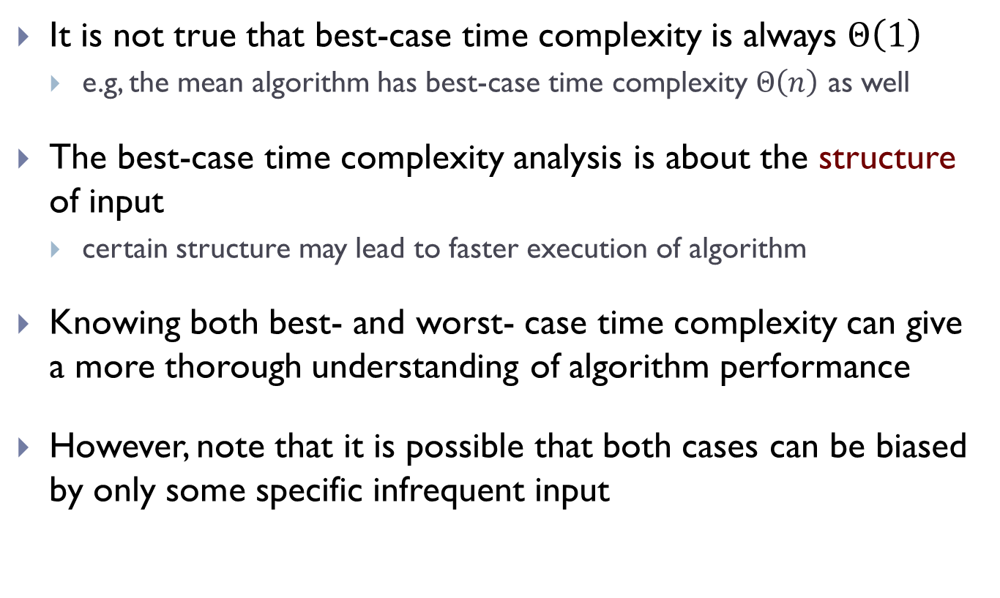 It is not true that best-case time complexity is always Θ(1)
e.g, the mean algorithm has best-case time complexity Θ(n) as well
The best-case time complexity analysis is about the structure
of input
certain structure may lead to faster execution of algorithm
Knowing both best- and worst- case time complexity can give
a more thorough understanding of algorithm performance
However, note that it is possible that both cases can be biased
by only some specific infrequent input